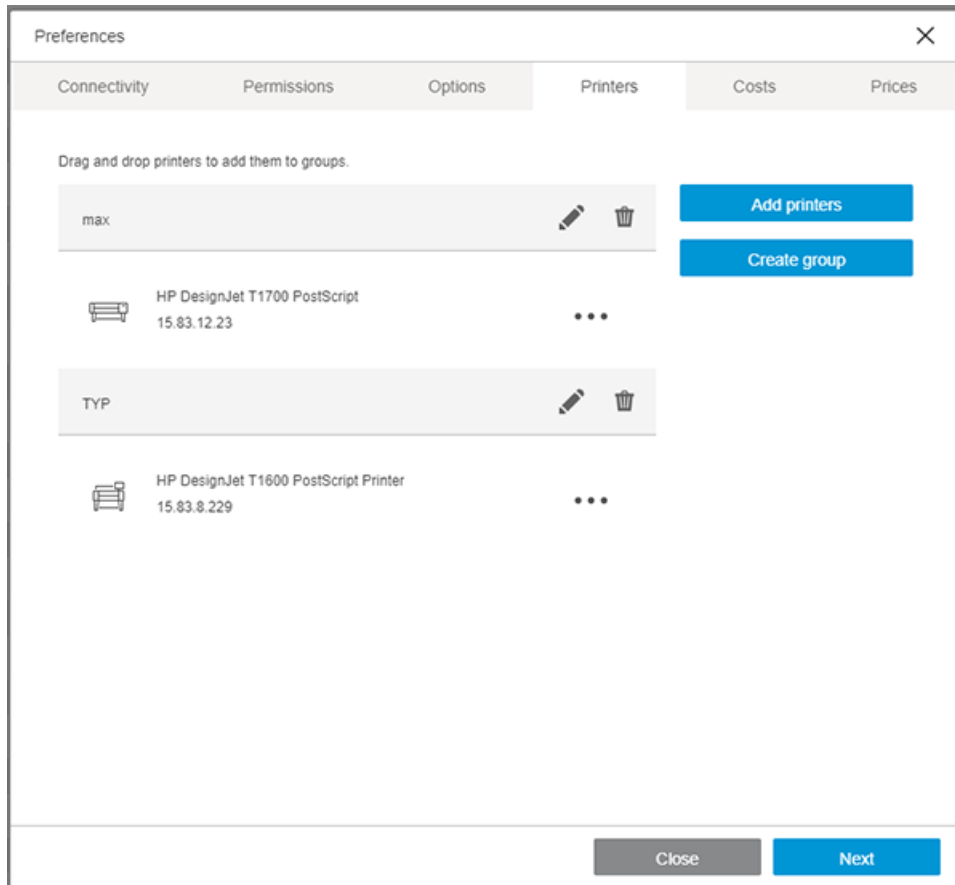 Preferences
Connectivity Permissions Options Printers Costs Prices
Drag and drop printers to add them to groups.
max
Add printers
Create group
HP DesignJet T1700 PostScript
15.83.12.23
TYP
HP DesignJet T1600 PostScript Printer
15.83.8.229
Close Next